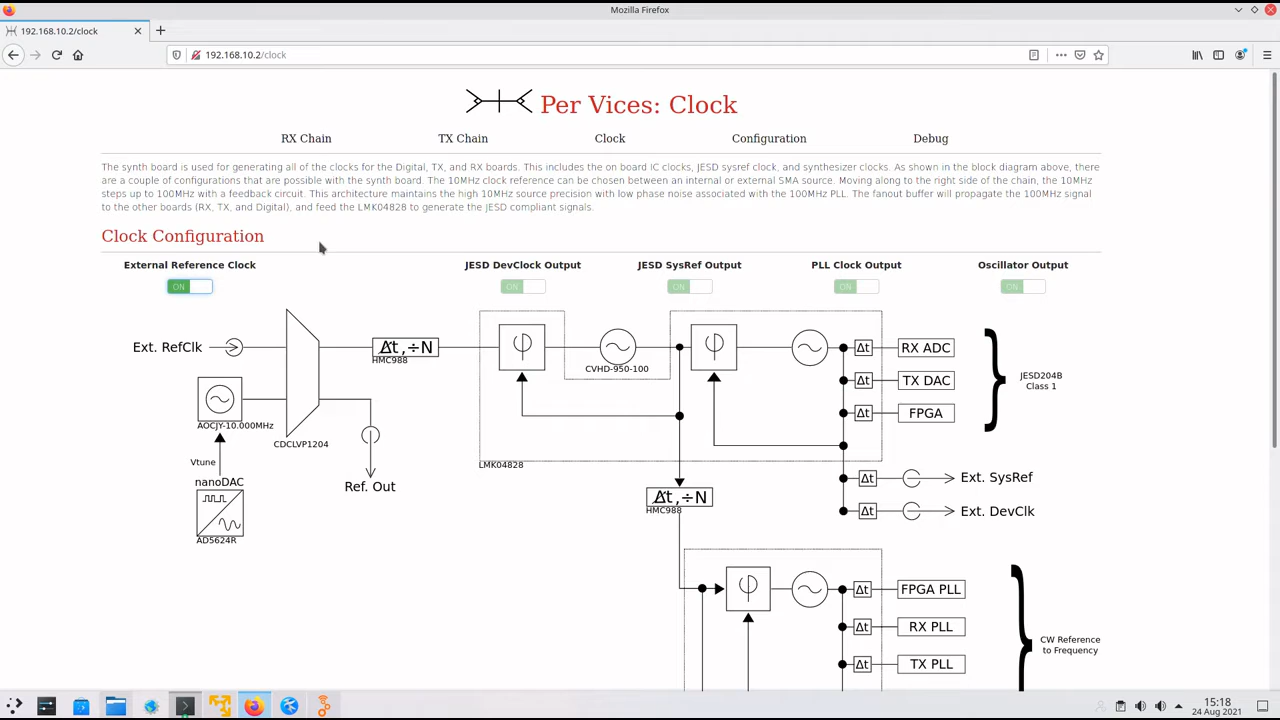 Mozilla Firefox
192.168.10.2/clock
192.168.10.2/clock
Per Vices: Clock
RX Chain TX Chain Clock Configuration Debug
The synth board is used for generating all of the clocks for the Digital, TX, and RX boards. This includes the on board IC clocks, JESD sysref clock, and synthesizer clocks. As shown in the block diagram above, there
are a couple of configurations that are possible with the synth board. The 10MHz clock reference can be chosen between an internal or external SMA source. Moving along to the right side of the chain, the 10MHz
steps up to 100MHz with a feedback circuit. This architecture maintains the high 10MHz source precision with low phase noise associated with the 100MHz PLL. The fanout buffer will propagate the 100MHz signal
to the other boards (RX, TX, and Digital), and feed the LMK04828 to generate the JESD compliant signals.
Clock Configuration
External Reference Clock JESD DevClock Output JESD SysRef Output PLL Clock Output Oscillator Output
ON ON ON ON ON
Ext. RefClk
Δt,÷N
HMC988
φ
CVHD-950-100
φ
Δt RX ADC
Δt TX DAC
Δt FPGA
JESD204B
Class 1
AOCJY-10.000MHz
CDCLVP1204
Vtune
nanoDAC
AD5624R
Ref. Out
LMK04828
Δt Ext. SysRef
Δt Ext. DevClk
Δt,÷N
HMC988
φ
Δt FPGA PLL
Δt RX PLL
Δt TX PLL
CW Reference
to Frequency
15:18
24 Aug 2021